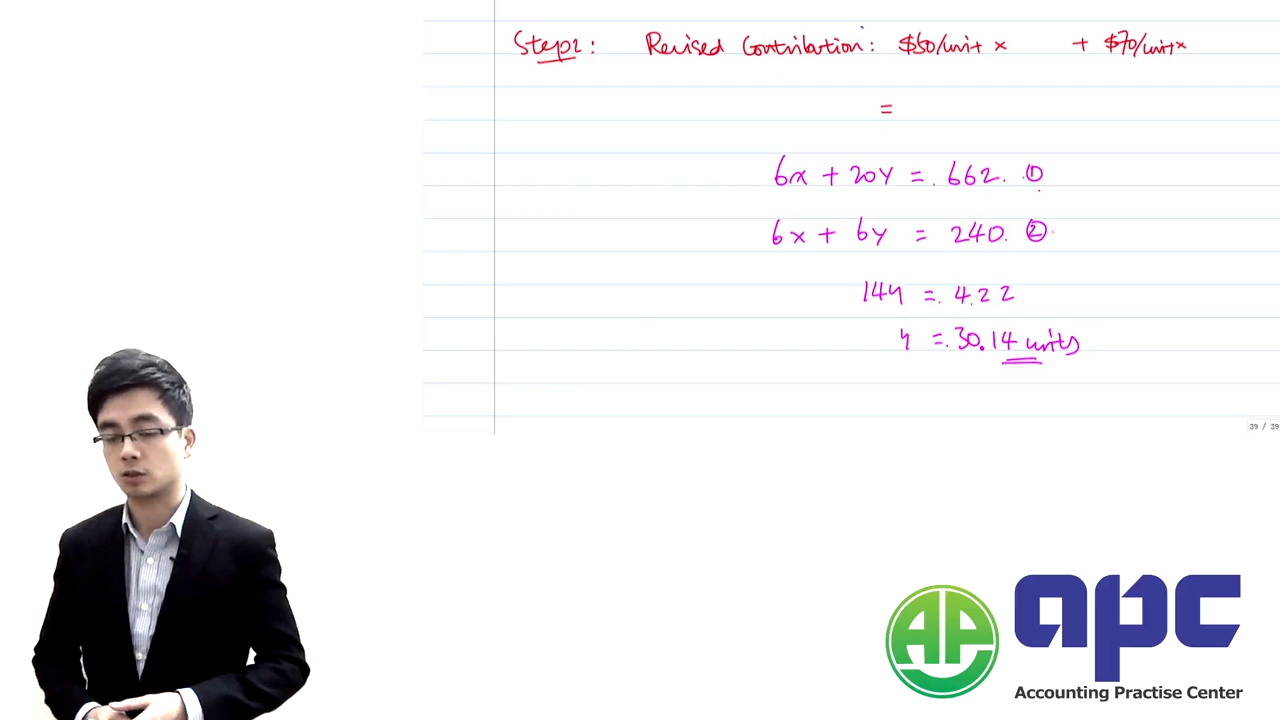 Step2: Revised Contribution: $50/unit x + $70/unit x
=
6x + 20y = 662. ①
6x + 6y = 240. ②
14y = 422
y = 30.14 units
39 / 39
AP
apc
Accounting Practise Center